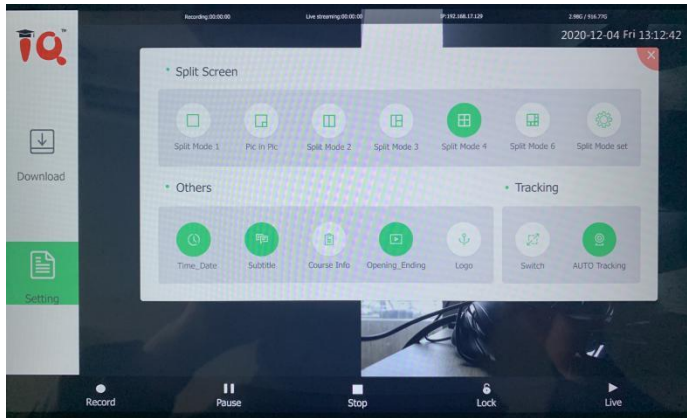 Recording:00:00:00 Live streaming:00:00:00 IP:192.168.17.129 2.98G / 916.77G
2020-12-04 Fri 13:12:42
iQ
TM
Split Screen
Split Mode 1 Pic in Pic Split Mode 2 Split Mode 3 Split Mode 4 Split Mode 6 Split Mode set
Download
Others Tracking
Time_Date Subtitle Course Info Opening_Ending Logo Switch AUTO Tracking
Setting
Record Pause Stop Lock Live